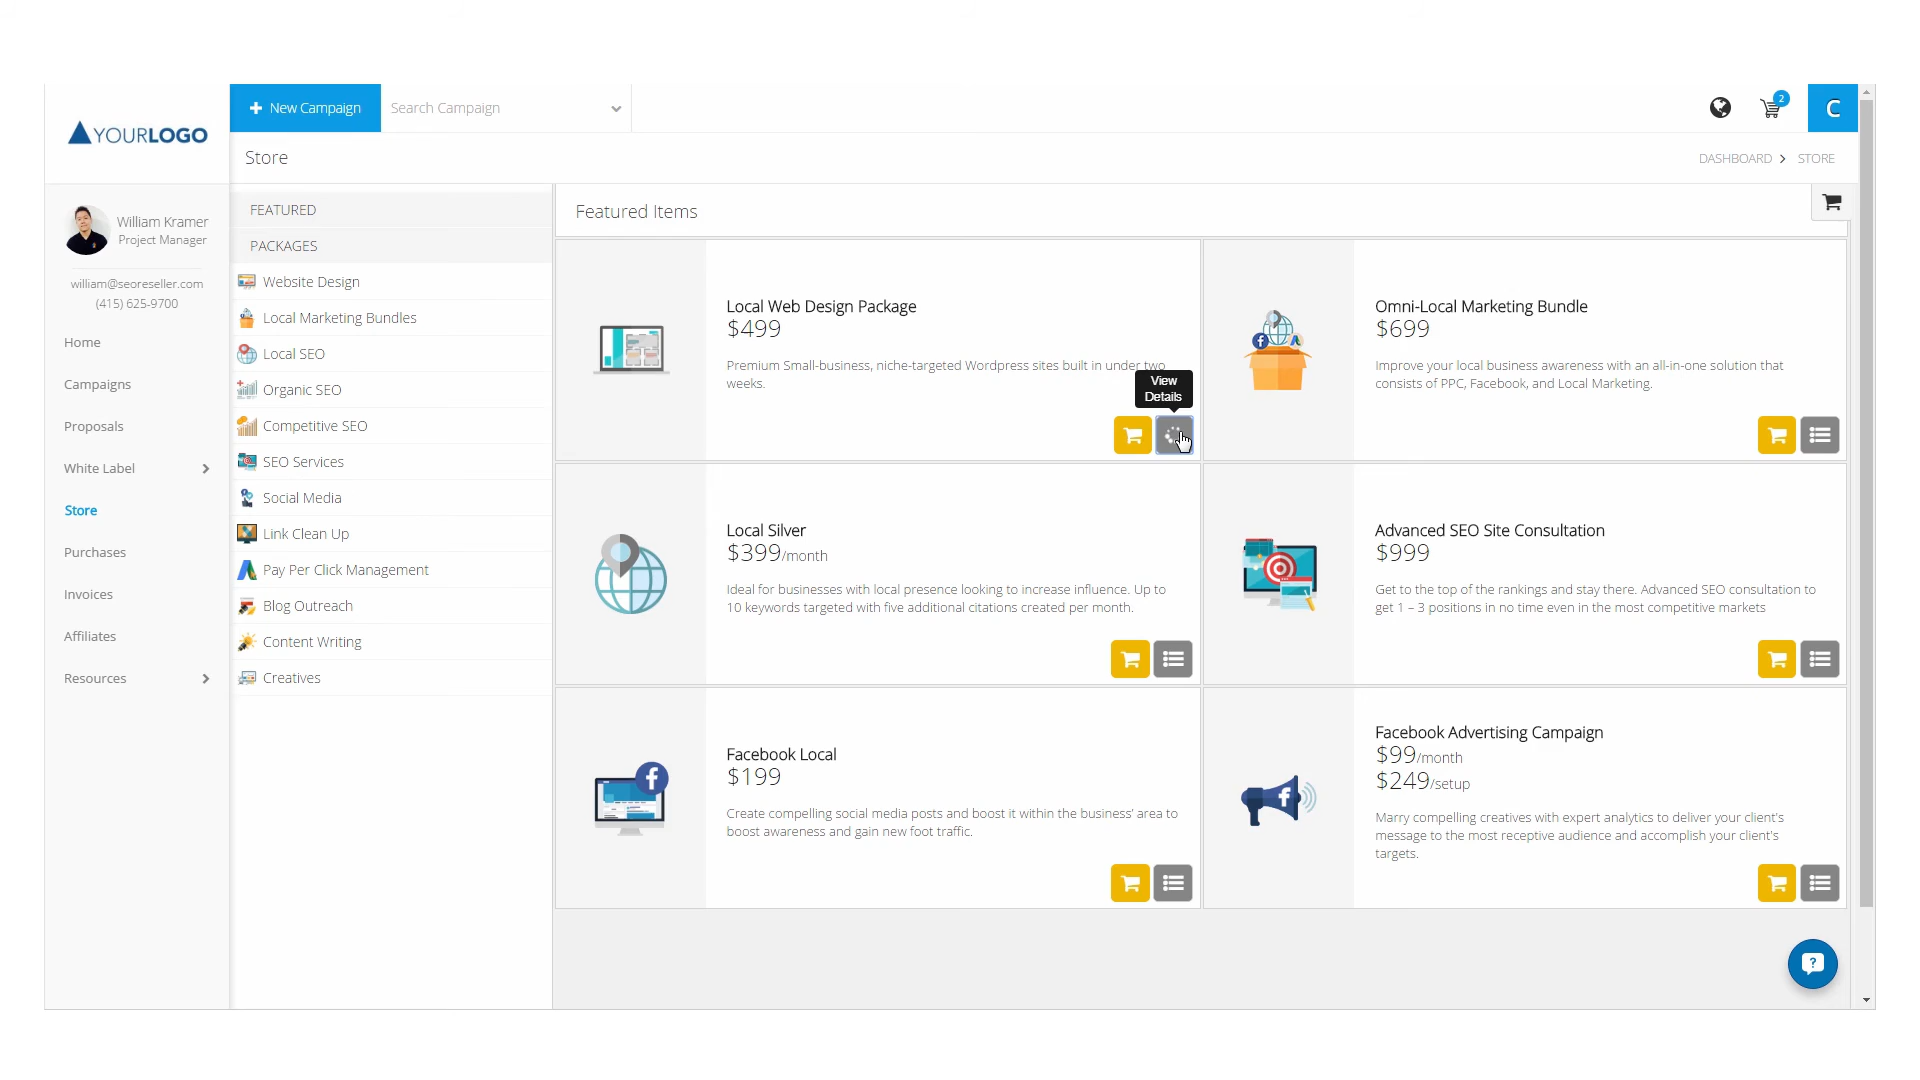 YOURLOGO
New Campaign
Search Campaign
2
C
Store
DASHBOARD
STORE
William Kramer
Project Manager
william@seoreseller.com
(415) 625-9700
Home
Campaigns
Proposals
White Label
Store
Purchases
Invoices
Affiliates
Resources
FEATURED
PACKAGES
Website Design
Local Marketing Bundles
Local SEO
Organic SEO
Competitive SEO
SEO Services
Social Media
Link Clean Up
Pay Per Click Management
Blog Outreach
Content Writing
Creatives
Featured Items
Local Web Design Package
$499
Premium Small-business, niche-targeted Wordpress sites built in under two
weeks.
View
Details
Omni-Local Marketing Bundle
$699
Improve your local business awareness with an all-in-one solution that
consists of PPC, Facebook, and Local Marketing.
Local Silver
$399/month
Ideal for businesses with local presence looking to increase influence. Up to
10 keywords targeted with five additional citations created per month.
Advanced SEO Site Consultation
$999
Get to the top of the rankings and stay there. Advanced SEO consultation to
get 1 – 3 positions in no time even in the most competitive markets
Facebook Local
$199
Create compelling social media posts and boost it within the business' area to
boost awareness and gain new foot traffic.
Facebook Advertising Campaign
$99/month
$249/setup
Marry compelling creatives with expert analytics to deliver your client's
message to the most receptive audience and accomplish your client's
targets.